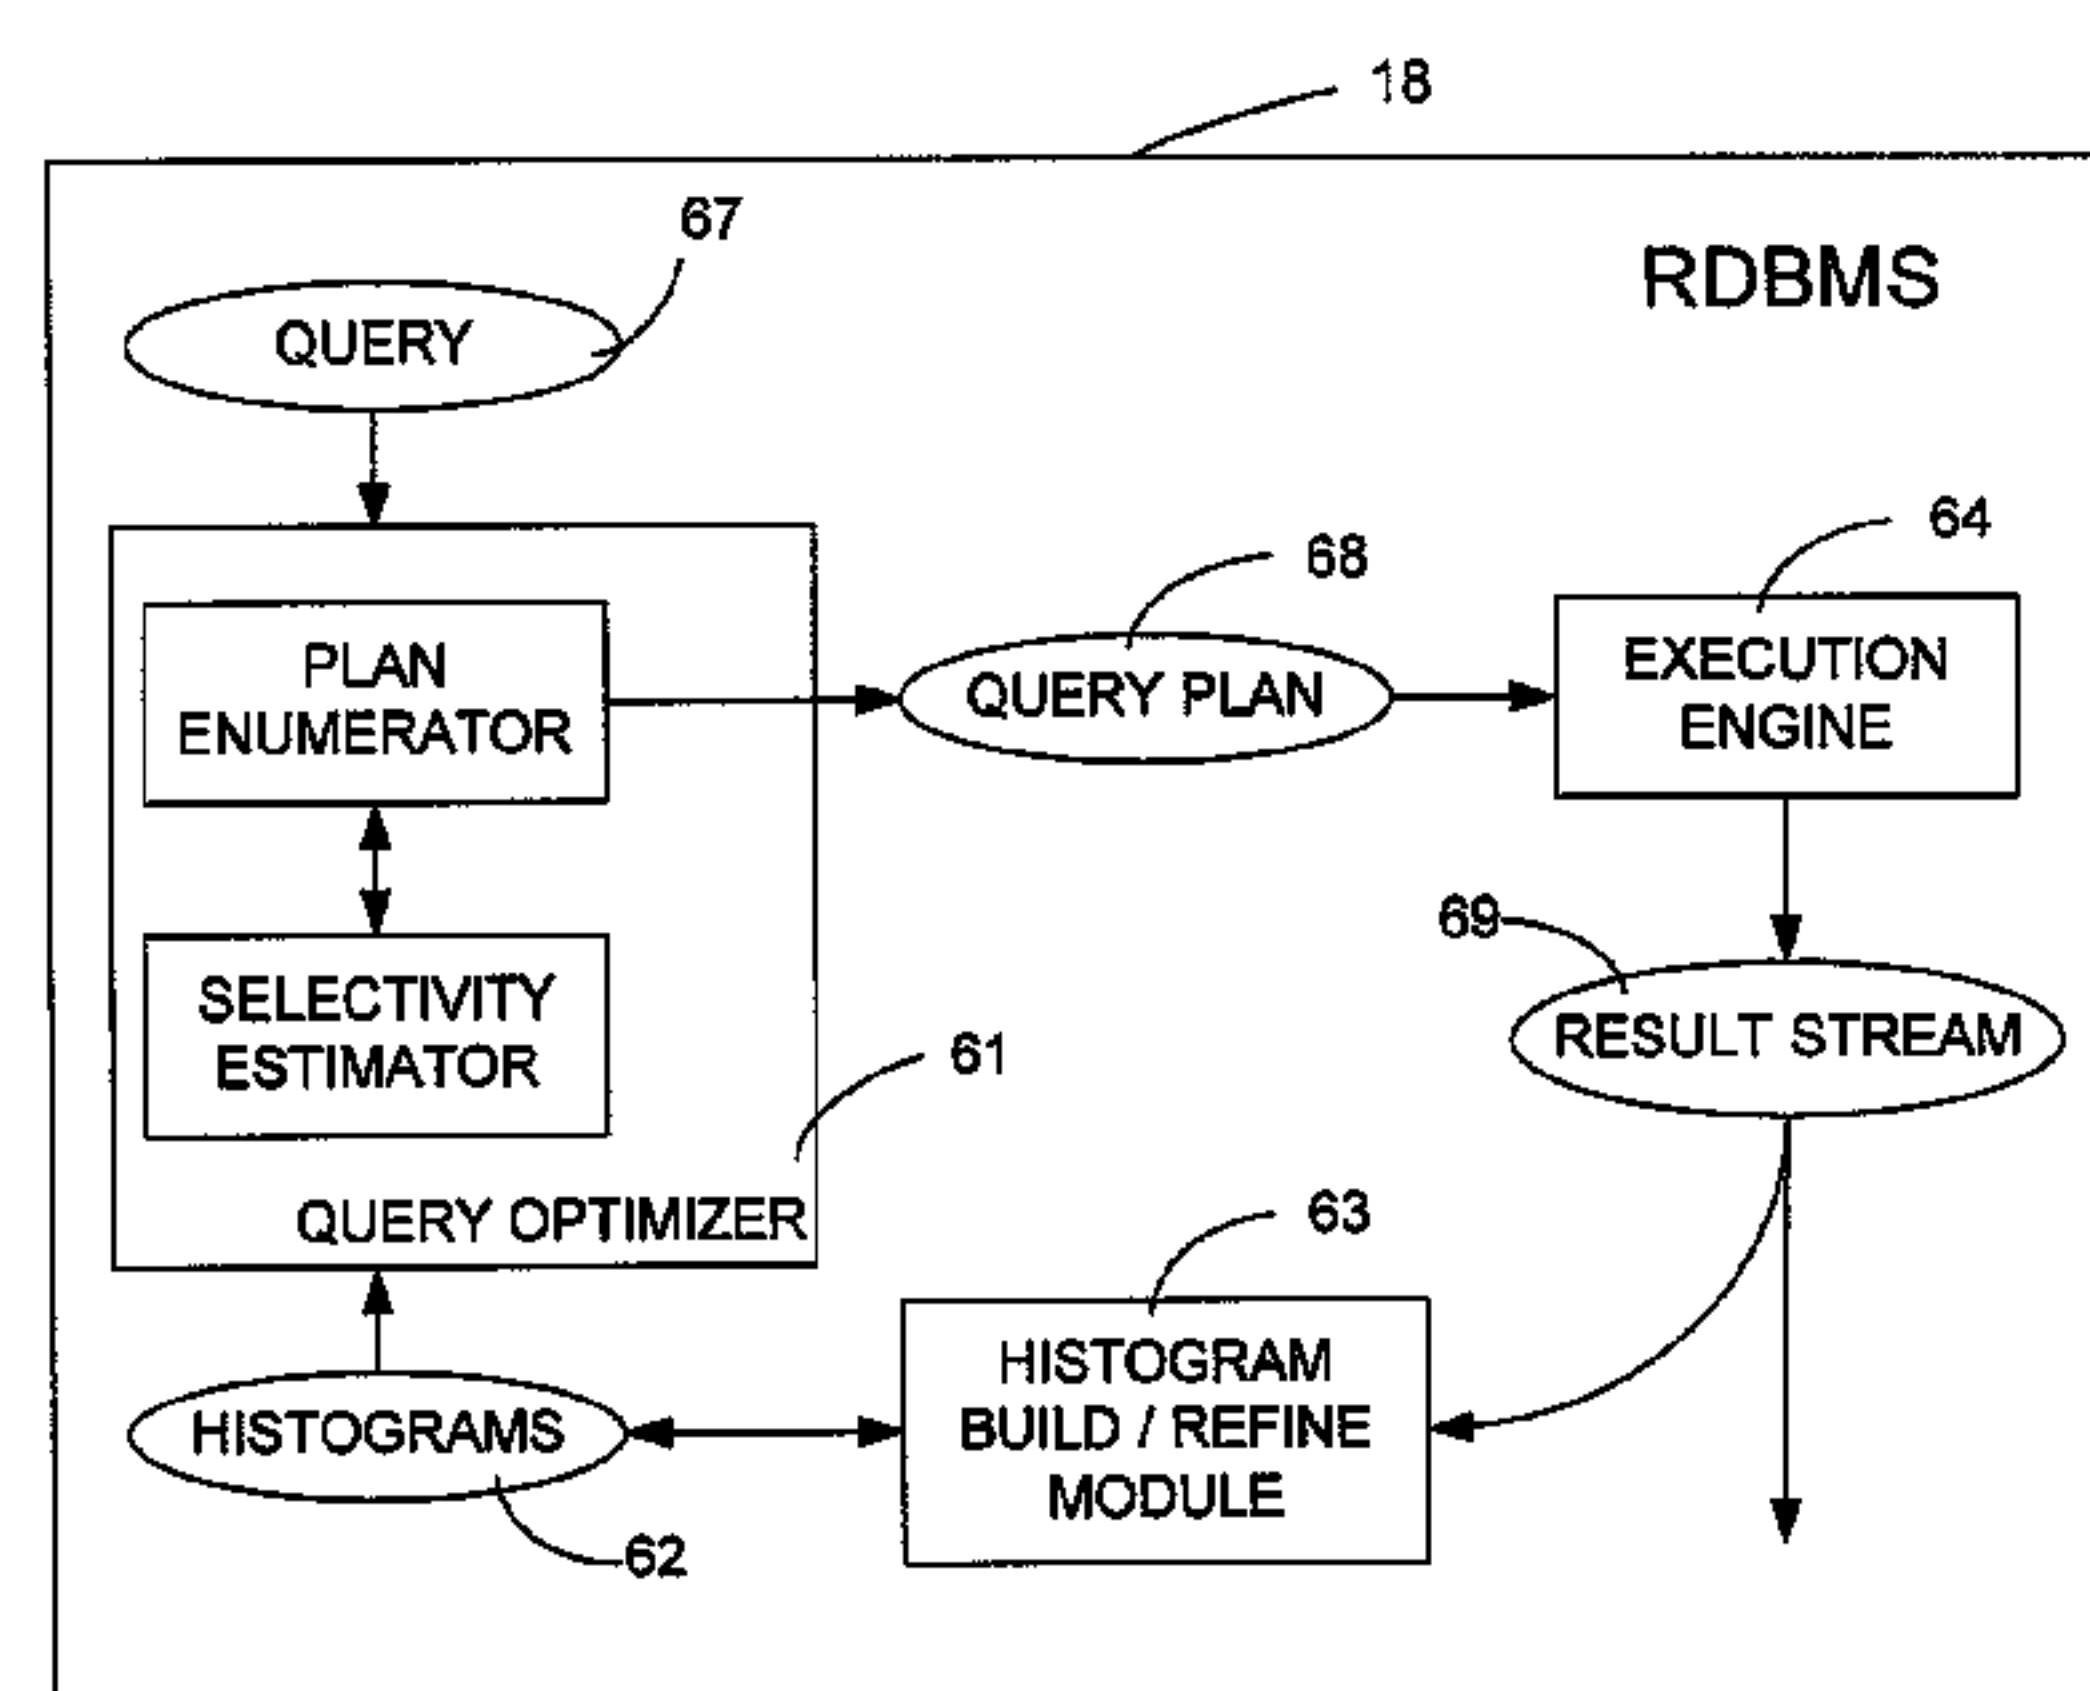 18
67
RDBMS
QUERY
64
68
PLAN
ENUMERATOR
QUERY PLAN
EXECUTION
ENGINE
69
SELECTIVITY
ESTIMATOR
RESULT STREAM
61
QUERY OPTIMIZER
63
HISTOGRAM
BUILD / REFINE
MODULE
HISTOGRAMS
62